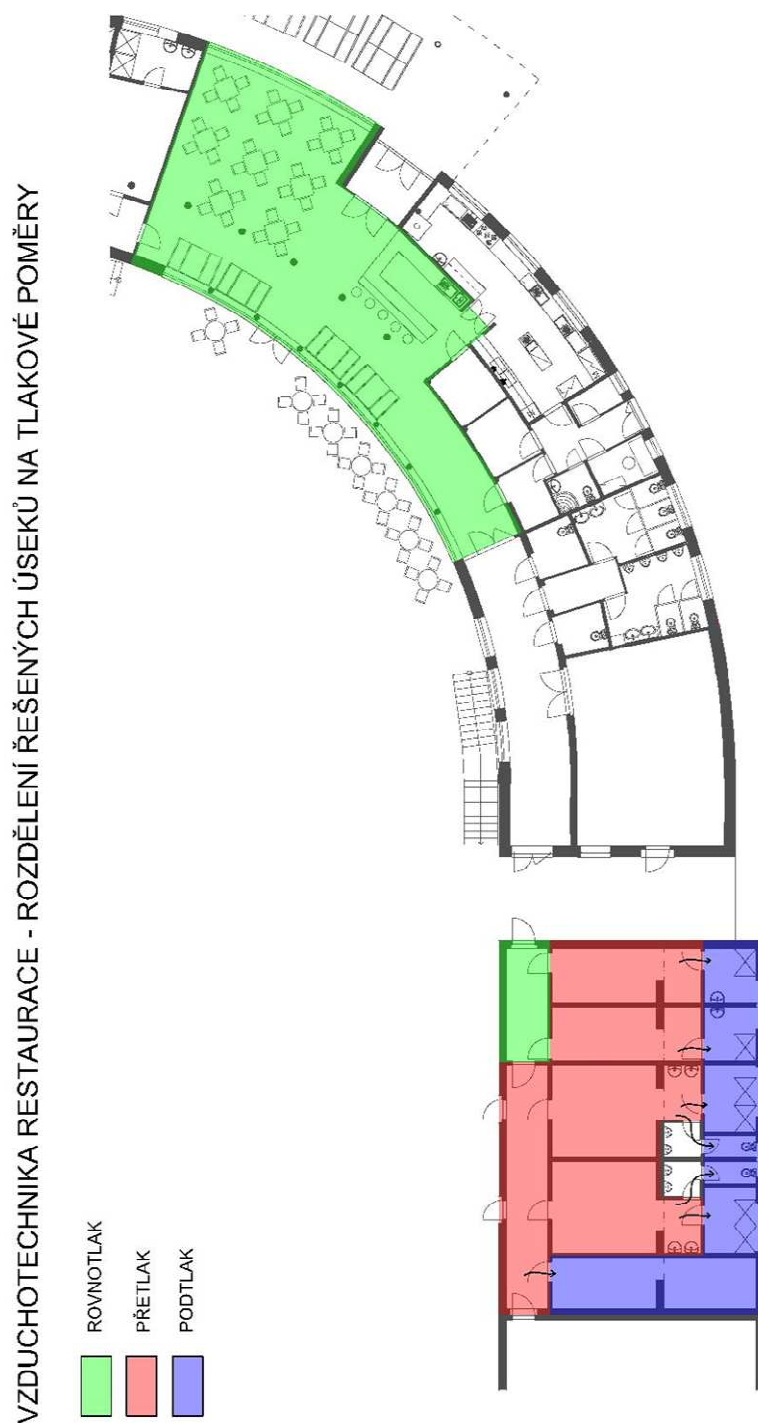 VZDUCHOTECHNIKA RESTAURACE - ROZDĚLENÍ ŘEŠENÝCH ÚSEKŮ NA TLAKOVÉ POMĚRY
ROVNOTLAK
PŘETLAK
PODTLAK